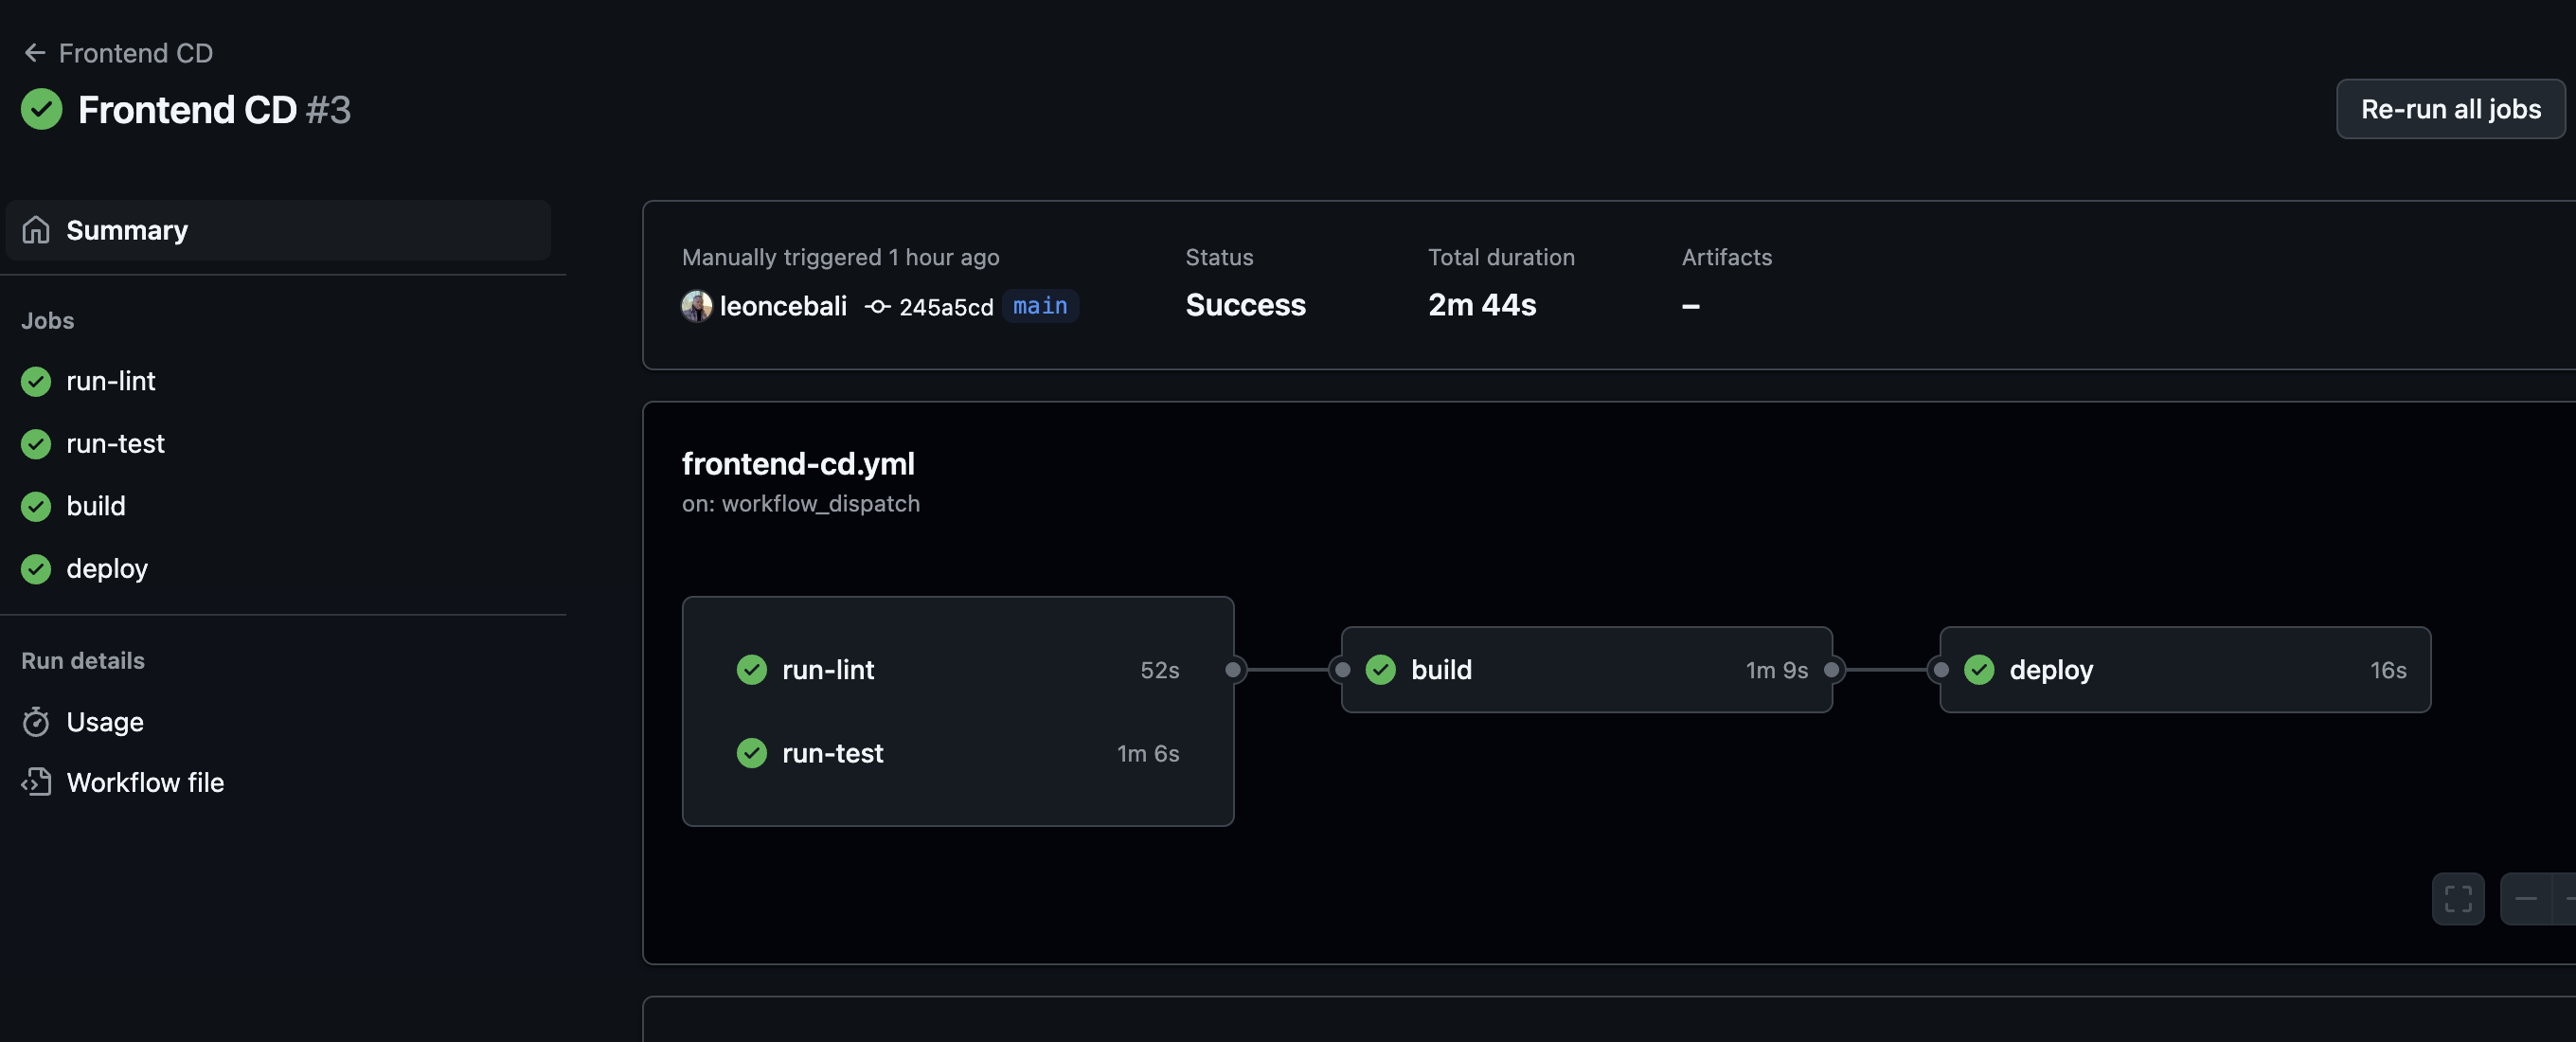 Frontend CD
Frontend CD #3
Re-run all jobs
Summary
Jobs
run-lint
run-test
build
deploy
Run details
Usage
Workflow file
Manually triggered 1 hour ago
leoncebali 245a5cd main
Status
Success
Total duration
2m 44s
Artifacts
–
frontend-cd.yml
on: workflow_dispatch
run-lint 52s
run-test 1m 6s
build 1m 9s
deploy 16s